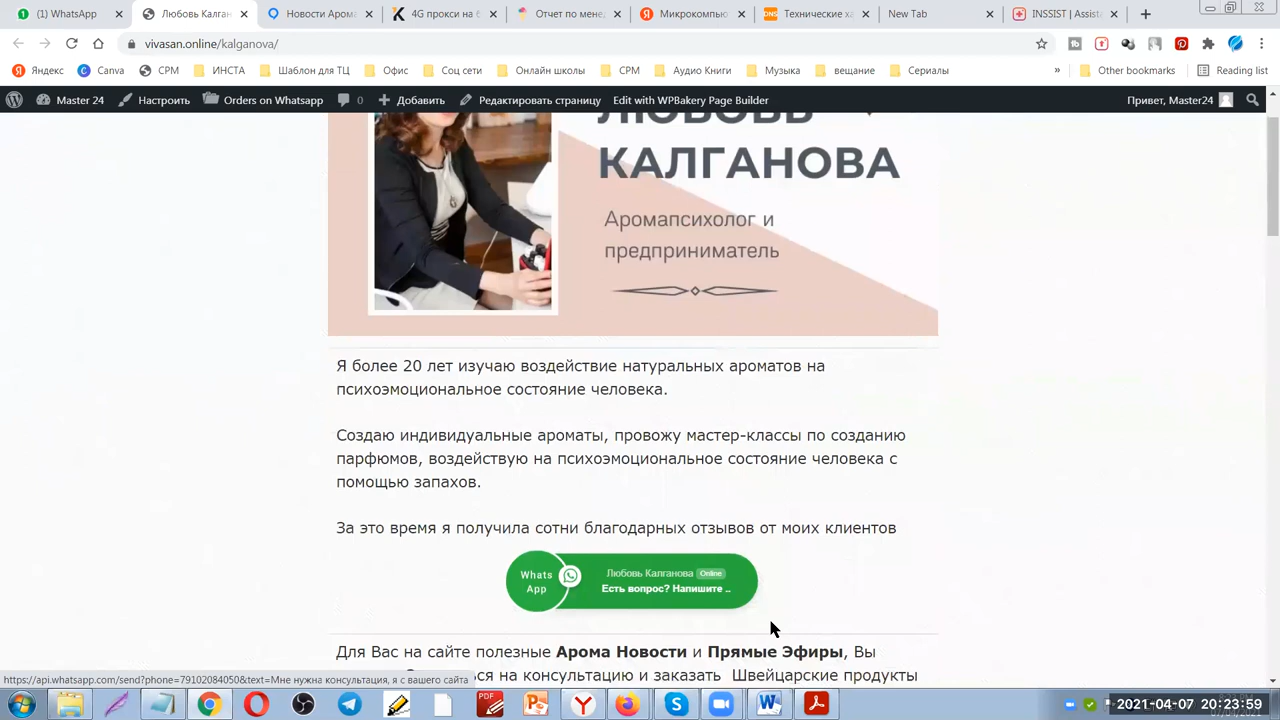 (1) WhatsApp
Любовь Калган
Новости Арома
4G прокси на 6
Отчет по мене
Микрокомпью
Технические ха
New Tab
INSSIST | Assist
vivasan.online/kalganova/
Яндекс
Canva
СРМ
ИНСТА
Шаблон для ТЦ
Офис
Соц сети
Онлайн школы
СРМ
Аудио Книги
Музыка
вещание
Сериалы
»
Other bookmarks
Reading list
Master 24
Настроить
Orders on Whatsapp
0
Добавить
Редактировать страницу
Edit with WPBakery Page Builder
Привет, Master24
ЛЮБОВЬ
КАЛГАНОВА
Аромапсихолог и
предприниматель
Я более 20 лет изучаю воздействие натуральных ароматов на
психоэмоциональное состояние человека.
Создаю индивидуальные ароматы, провожу мастер-классы по созданию
парфюмов, воздействую на психоэмоциональное состояние человека с
помощью запахов.
За это время я получила сотни благодарных отзывов от моих клиентов
Whats
App
Любовь Калганова Online
Есть вопрос? Напишите ..
Для Вас на сайте полезные Арома Новости и Прямые Эфиры, Вы
ся на консультацию и заказать Швейцарские продукты
https://api.whatsapp.com/send?phone=79102084050&text=Мне нужна консультация, я с вашего сайта
2021-04-07 20:23:59